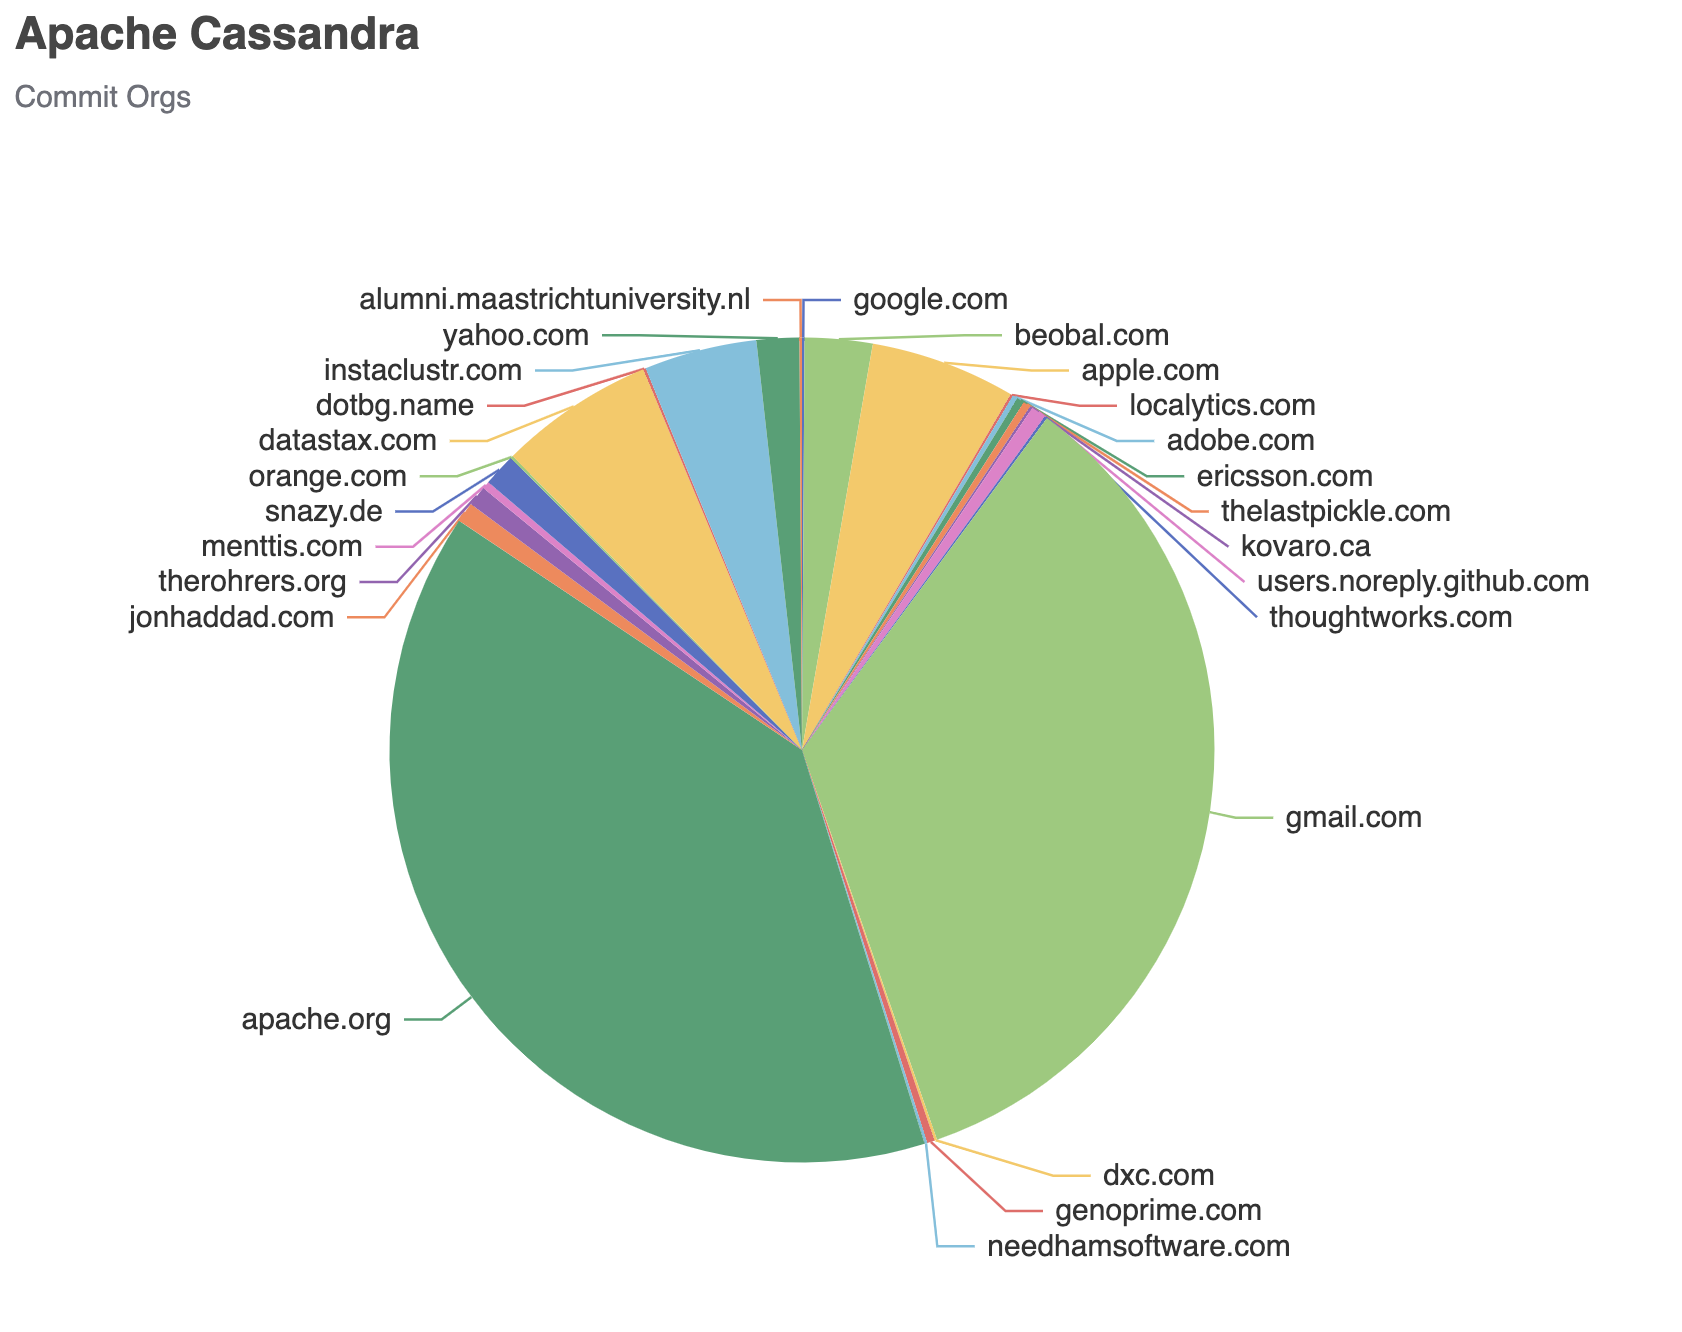 Apache Cassandra
Commit Orgs
alumni.maastrichtuniversity.nl
google.com
yahoo.com
beobal.com
instaclustr.com
apple.com
dotbg.name
localytics.com
datastax.com
adobe.com
orange.com
ericsson.com
snazy.de
thelastpickle.com
menttis.com
kovaro.ca
therohrers.org
users.noreply.github.com
jonhaddad.com
thoughtworks.com
gmail.com
apache.org
dxc.com
genoprime.com
needhamsoftware.com